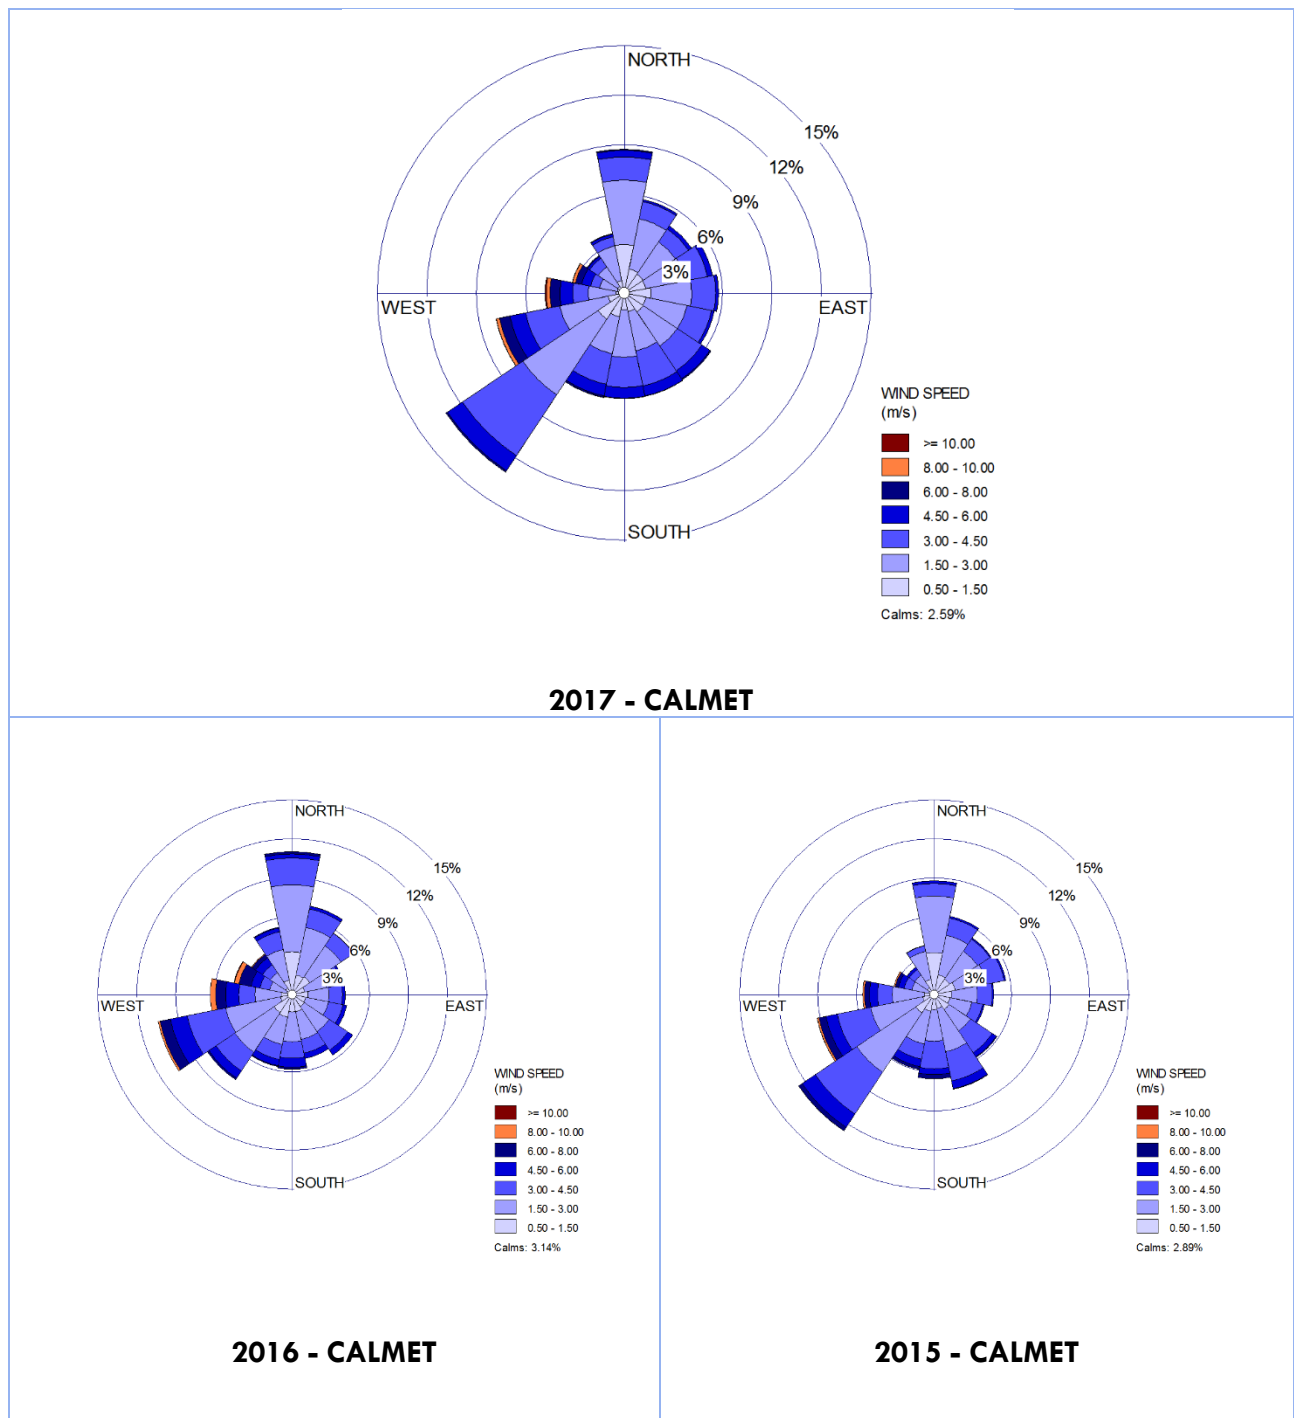 NORTH
15%
12%
9%
6%
3%
WEST
EAST
SOUTH
WIND SPEED
(m/s)
>= 10.00
8.00 - 10.00
6.00 - 8.00
4.50 - 6.00
3.00 - 4.50
1.50 - 3.00
0.50 - 1.50
Calms: 2.59%
2017 - CALMET
NORTH
15%
12%
9%
6%
3%
WEST
EAST
SOUTH
WIND SPEED
(m/s)
>= 10.00
8.00 - 10.00
6.00 - 8.00
4.50 - 6.00
3.00 - 4.50
1.50 - 3.00
0.50 - 1.50
Calms: 3.14%
2016 - CALMET
NORTH
15%
12%
9%
6%
3%
WEST
EAST
SOUTH
WIND SPEED
(m/s)
>= 10.00
8.00 - 10.00
6.00 - 8.00
4.50 - 6.00
3.00 - 4.50
1.50 - 3.00
0.50 - 1.50
Calms: 2.89%
2015 - CALMET